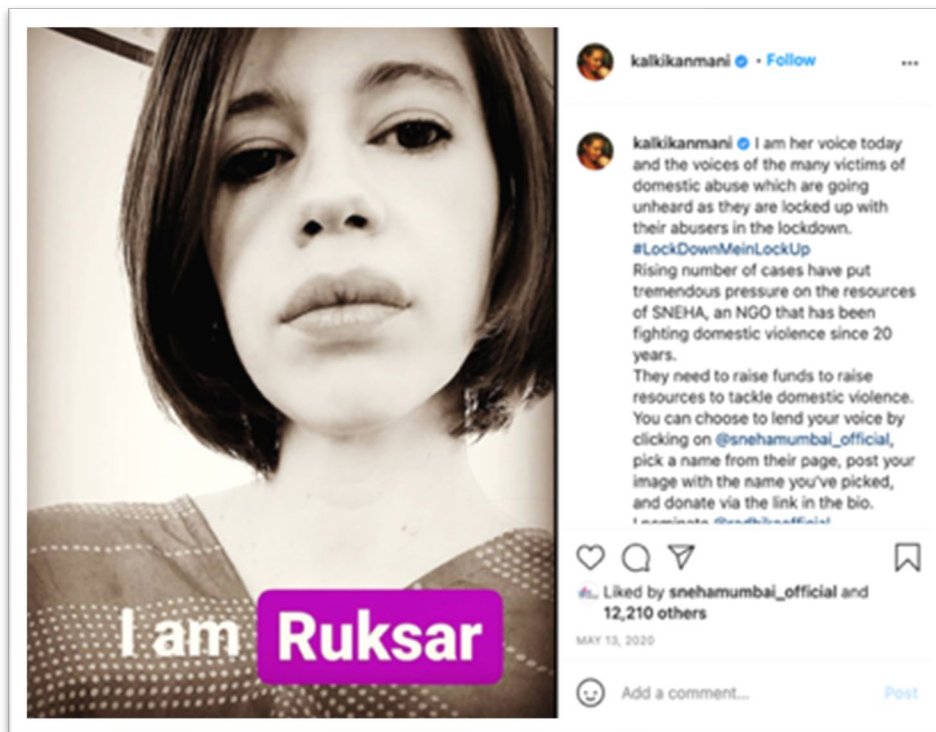 kalkikanmani • Follow
kalkikanmani I am her voice today
and the voices of the many victims of
domestic abuse which are going
unheard as they are locked up with
their abusers in the lockdown.
#LockDownMeinLockUp
Rising number of cases have put
tremendous pressure on the resources
of SNEHA, an NGO that has been
fighting domestic violence since 20
years.
They need to raise funds to raise
resources to tackle domestic violence.
You can choose to lend your voice by
clicking on @snehamumbai_official,
pick a name from their page, post your
image with the name you've picked,
and donate via the link in the bio.
I nominate @radhikaofficial
Liked by snehamumbai_official and
12,210 others
MAY 13, 2020
Add a comment... Post
I am Ruksar